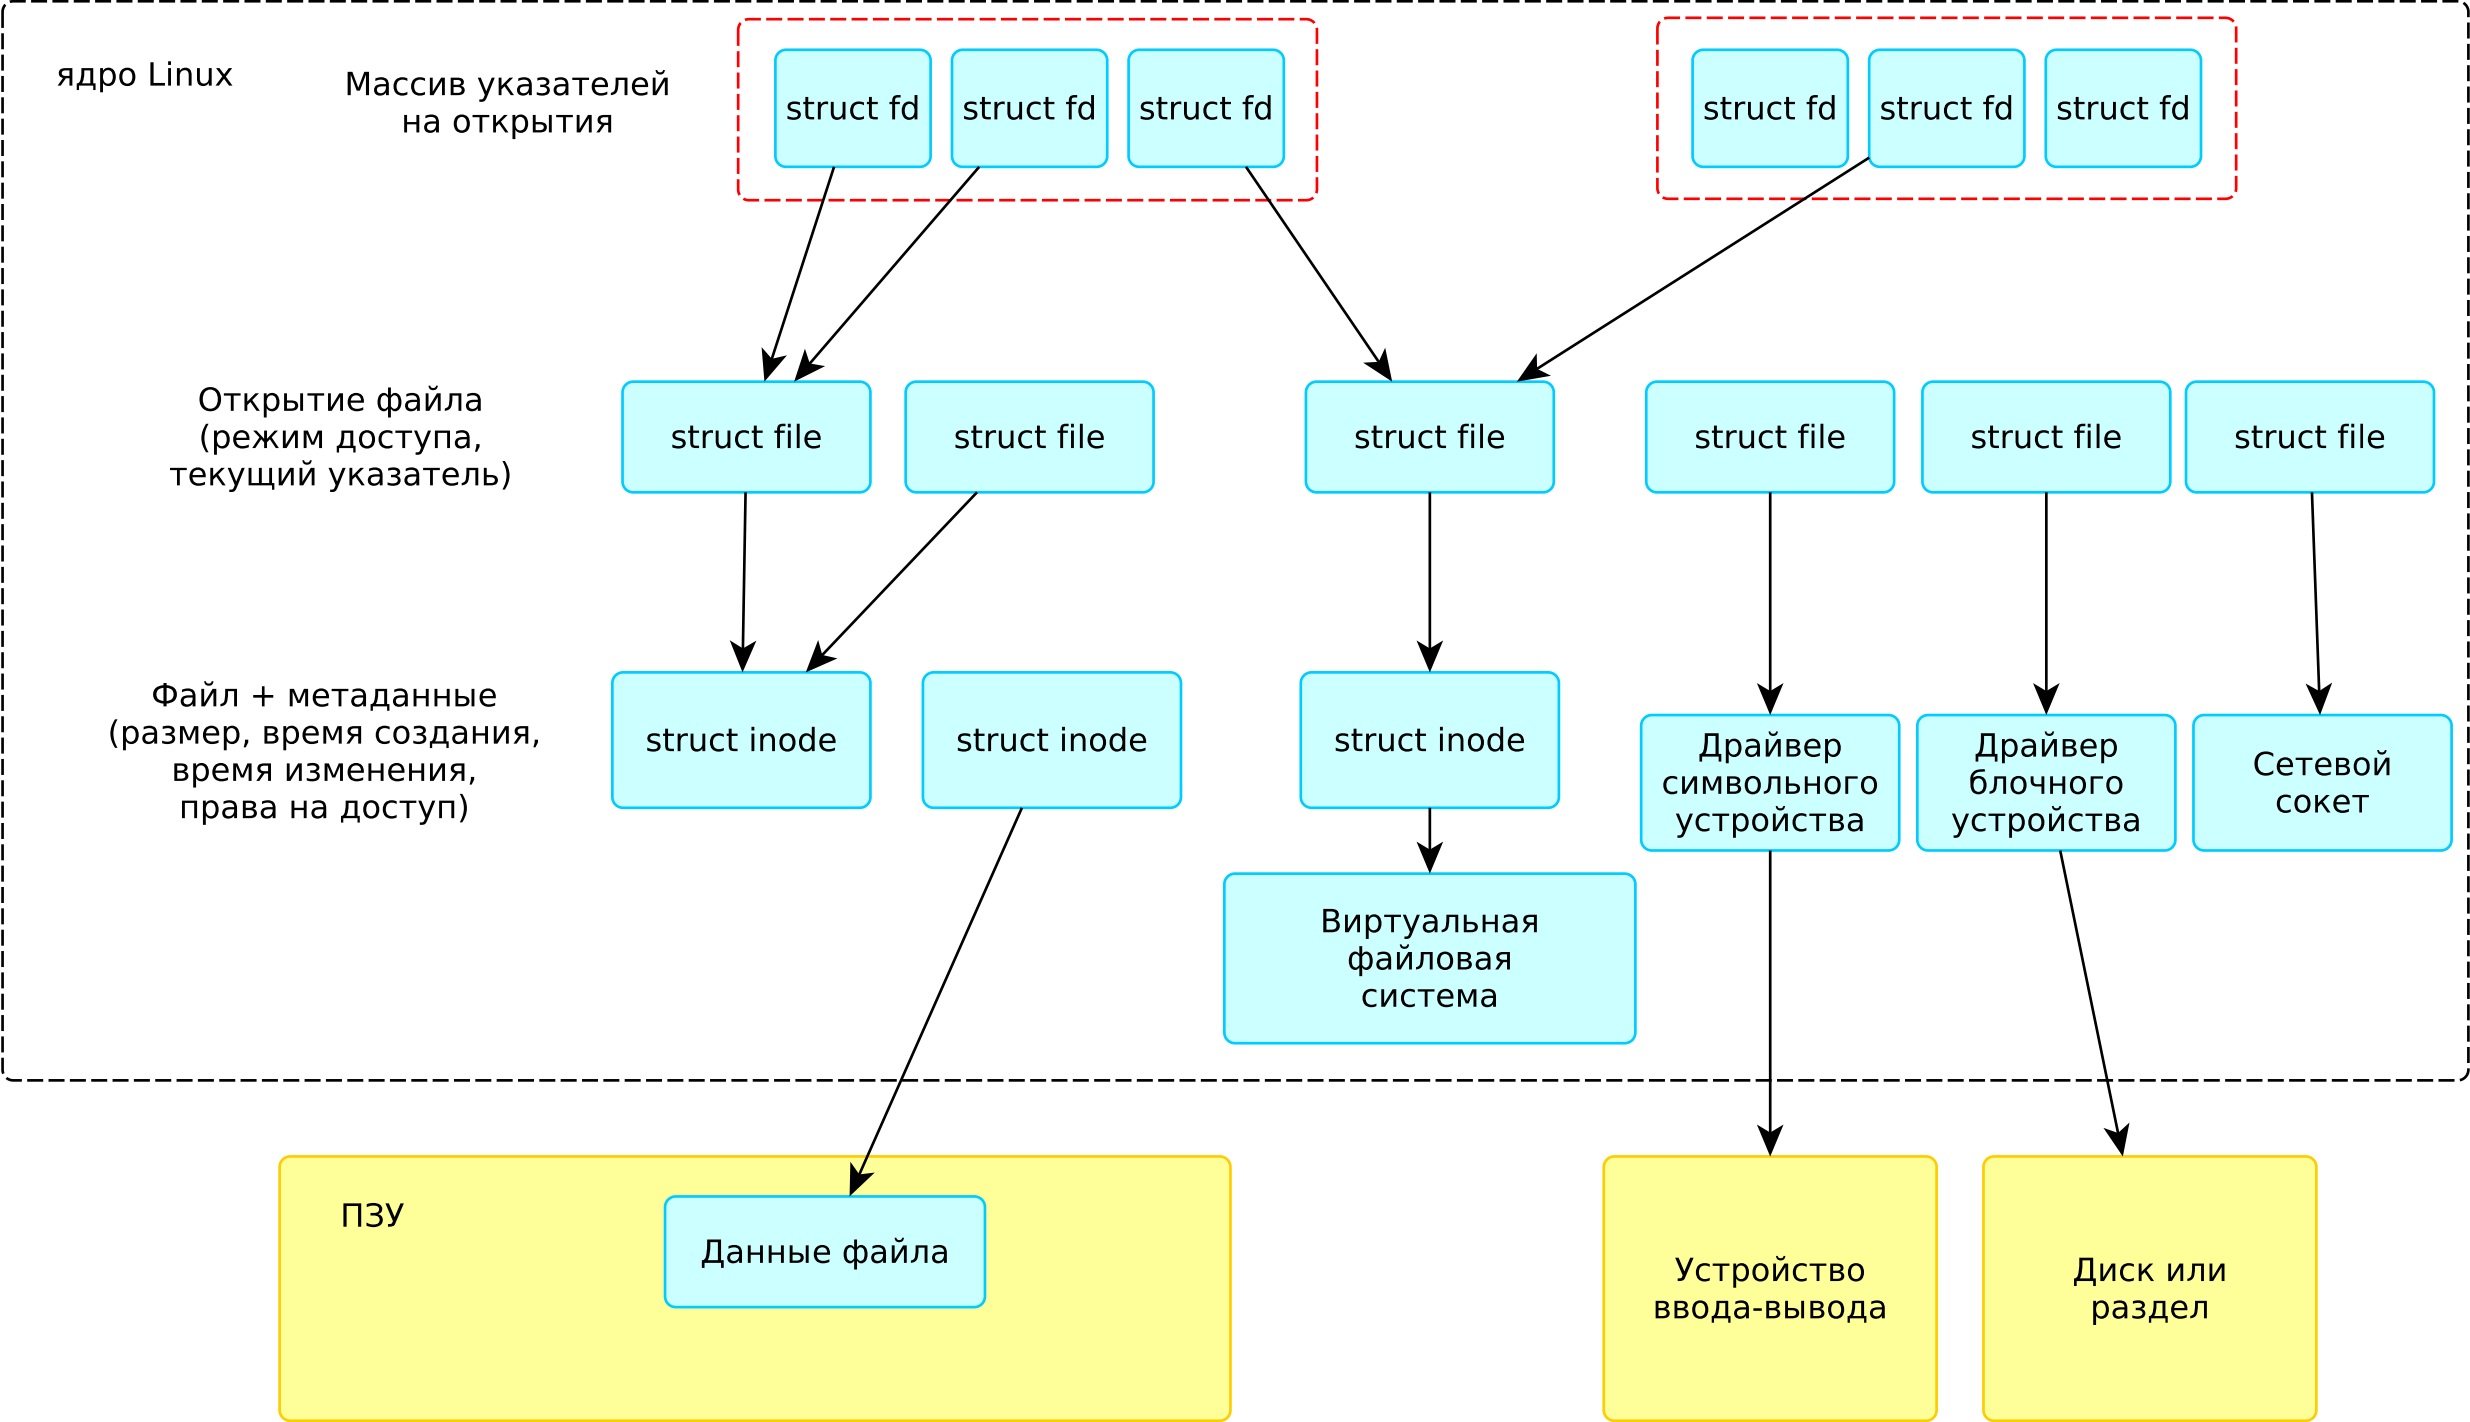 ядро Linux
Массив указателей
на открытия
struct fd
struct fd
struct fd
struct fd
struct fd
struct fd
Открытие файла
(режим доступа,
текущий указатель)
struct file
struct file
struct file
struct file
struct file
struct file
Файл + метаданные
(размер, время создания,
время изменения,
права на доступ)
struct inode
struct inode
struct inode
Драйвер
символьного
устройства
Драйвер
блочного
устройства
Сетевой
сокет
Виртуальная
файловая
система
ПЗУ
Данные файла
Устройство
ввода-вывода
Диск или
раздел